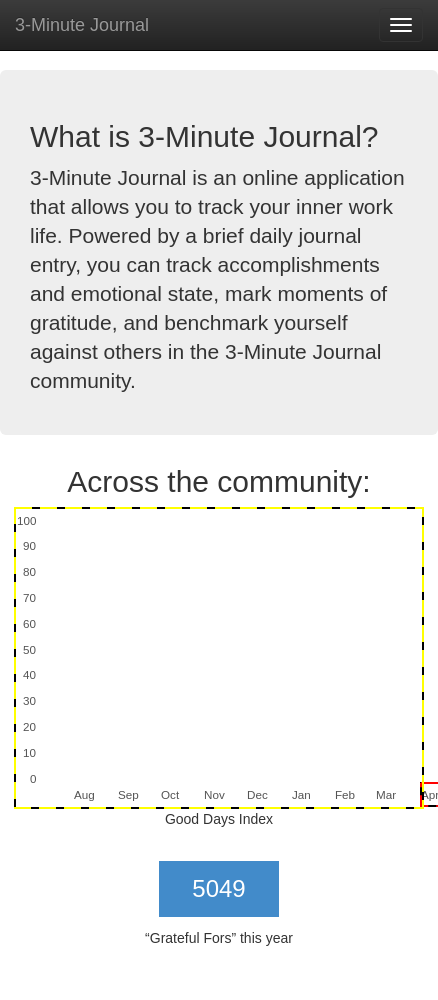 3-Minute Journal
What is 3-Minute Journal?
3-Minute Journal is an online application
that allows you to track your inner work
life. Powered by a brief daily journal
entry, you can track accomplishments
and emotional state, mark moments of
gratitude, and benchmark yourself
against others in the 3-Minute Journal
community.
Across the community:
100
90
80
70
60
50
40
30
20
10
0
Aug Sep Oct Nov Dec Jan Feb Mar Apr
Good Days Index
5049
“Grateful Fors” this year